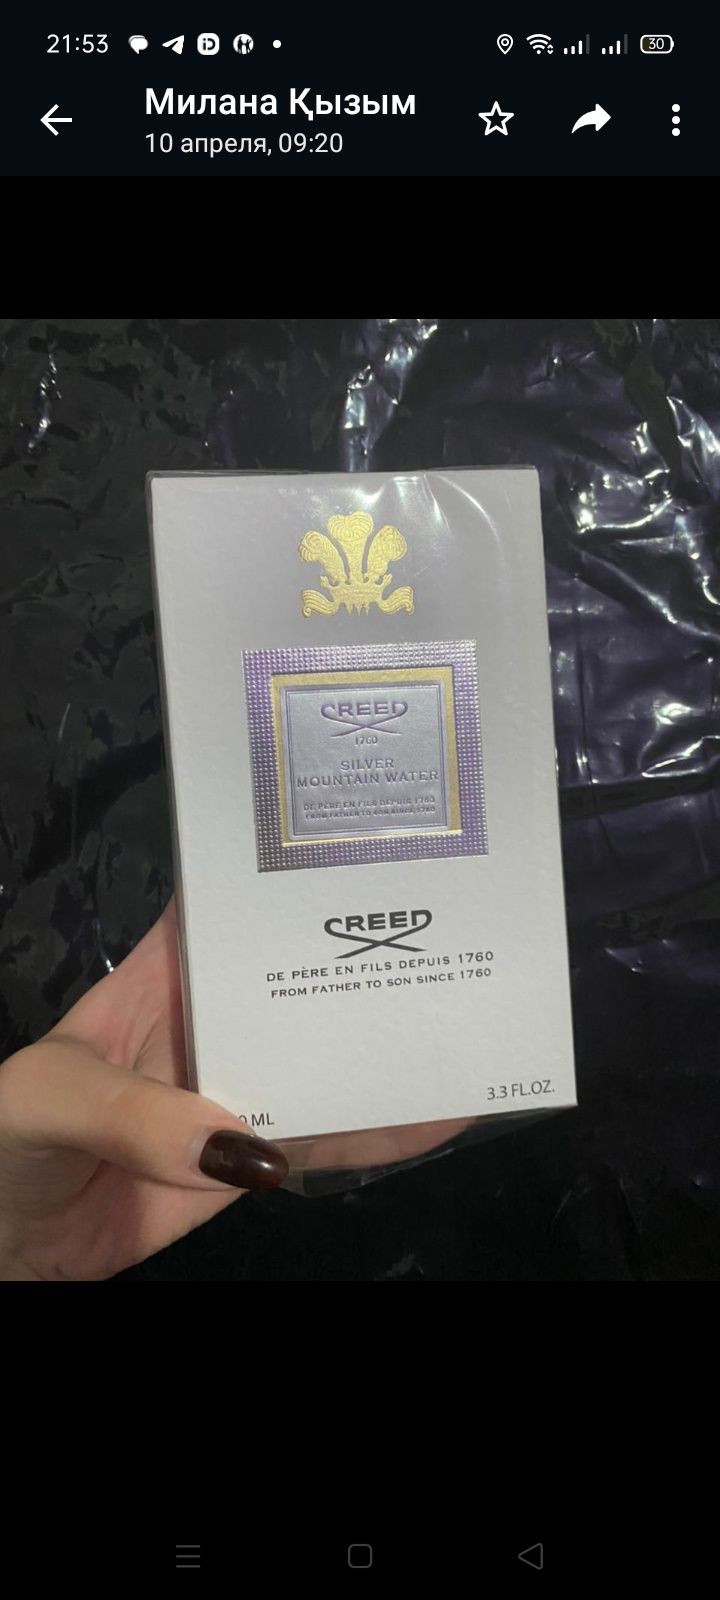 21:53
30
Милана Қызым
10 апреля, 09:20
CREED
1760
SILVER
MOUNTAIN WATER
DE PÈRE EN FILS DEPUIS 1760
FROM FATHER TO SON SINCE 1760
CREED
DE PÈRE EN FILS DEPUIS 1760
FROM FATHER TO SON SINCE 1760
3.3 FL.OZ.
0 ML